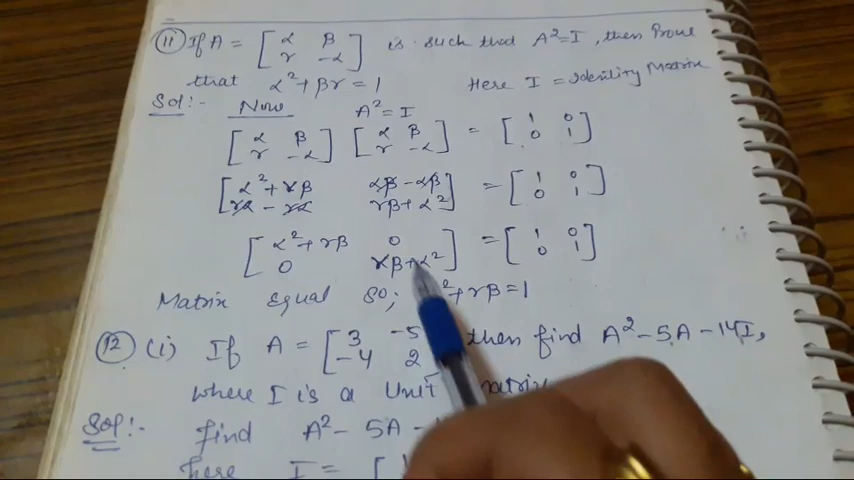 (11) If A = [α β; γ -α] is such that A²=I, then Prove
that α²+βγ=1 Here I = Identity Matrix
Sol:- Now A²=I
[α β; γ -α] [α β; γ -α] = [1 0; 0 1]
[α²+γβ αβ-αβ; γα-γα γβ+α²] = [1 0; 0 1]
[α²+γβ 0; 0 γβ+α²] = [1 0; 0 1]
Matrix Equal so; ²+γβ=1
(12) (i) If A = [3 -5; -4 2 then find A²-5A-14I,
where I is a Unit matrix
Sol:- find A²-5A-
here I = [